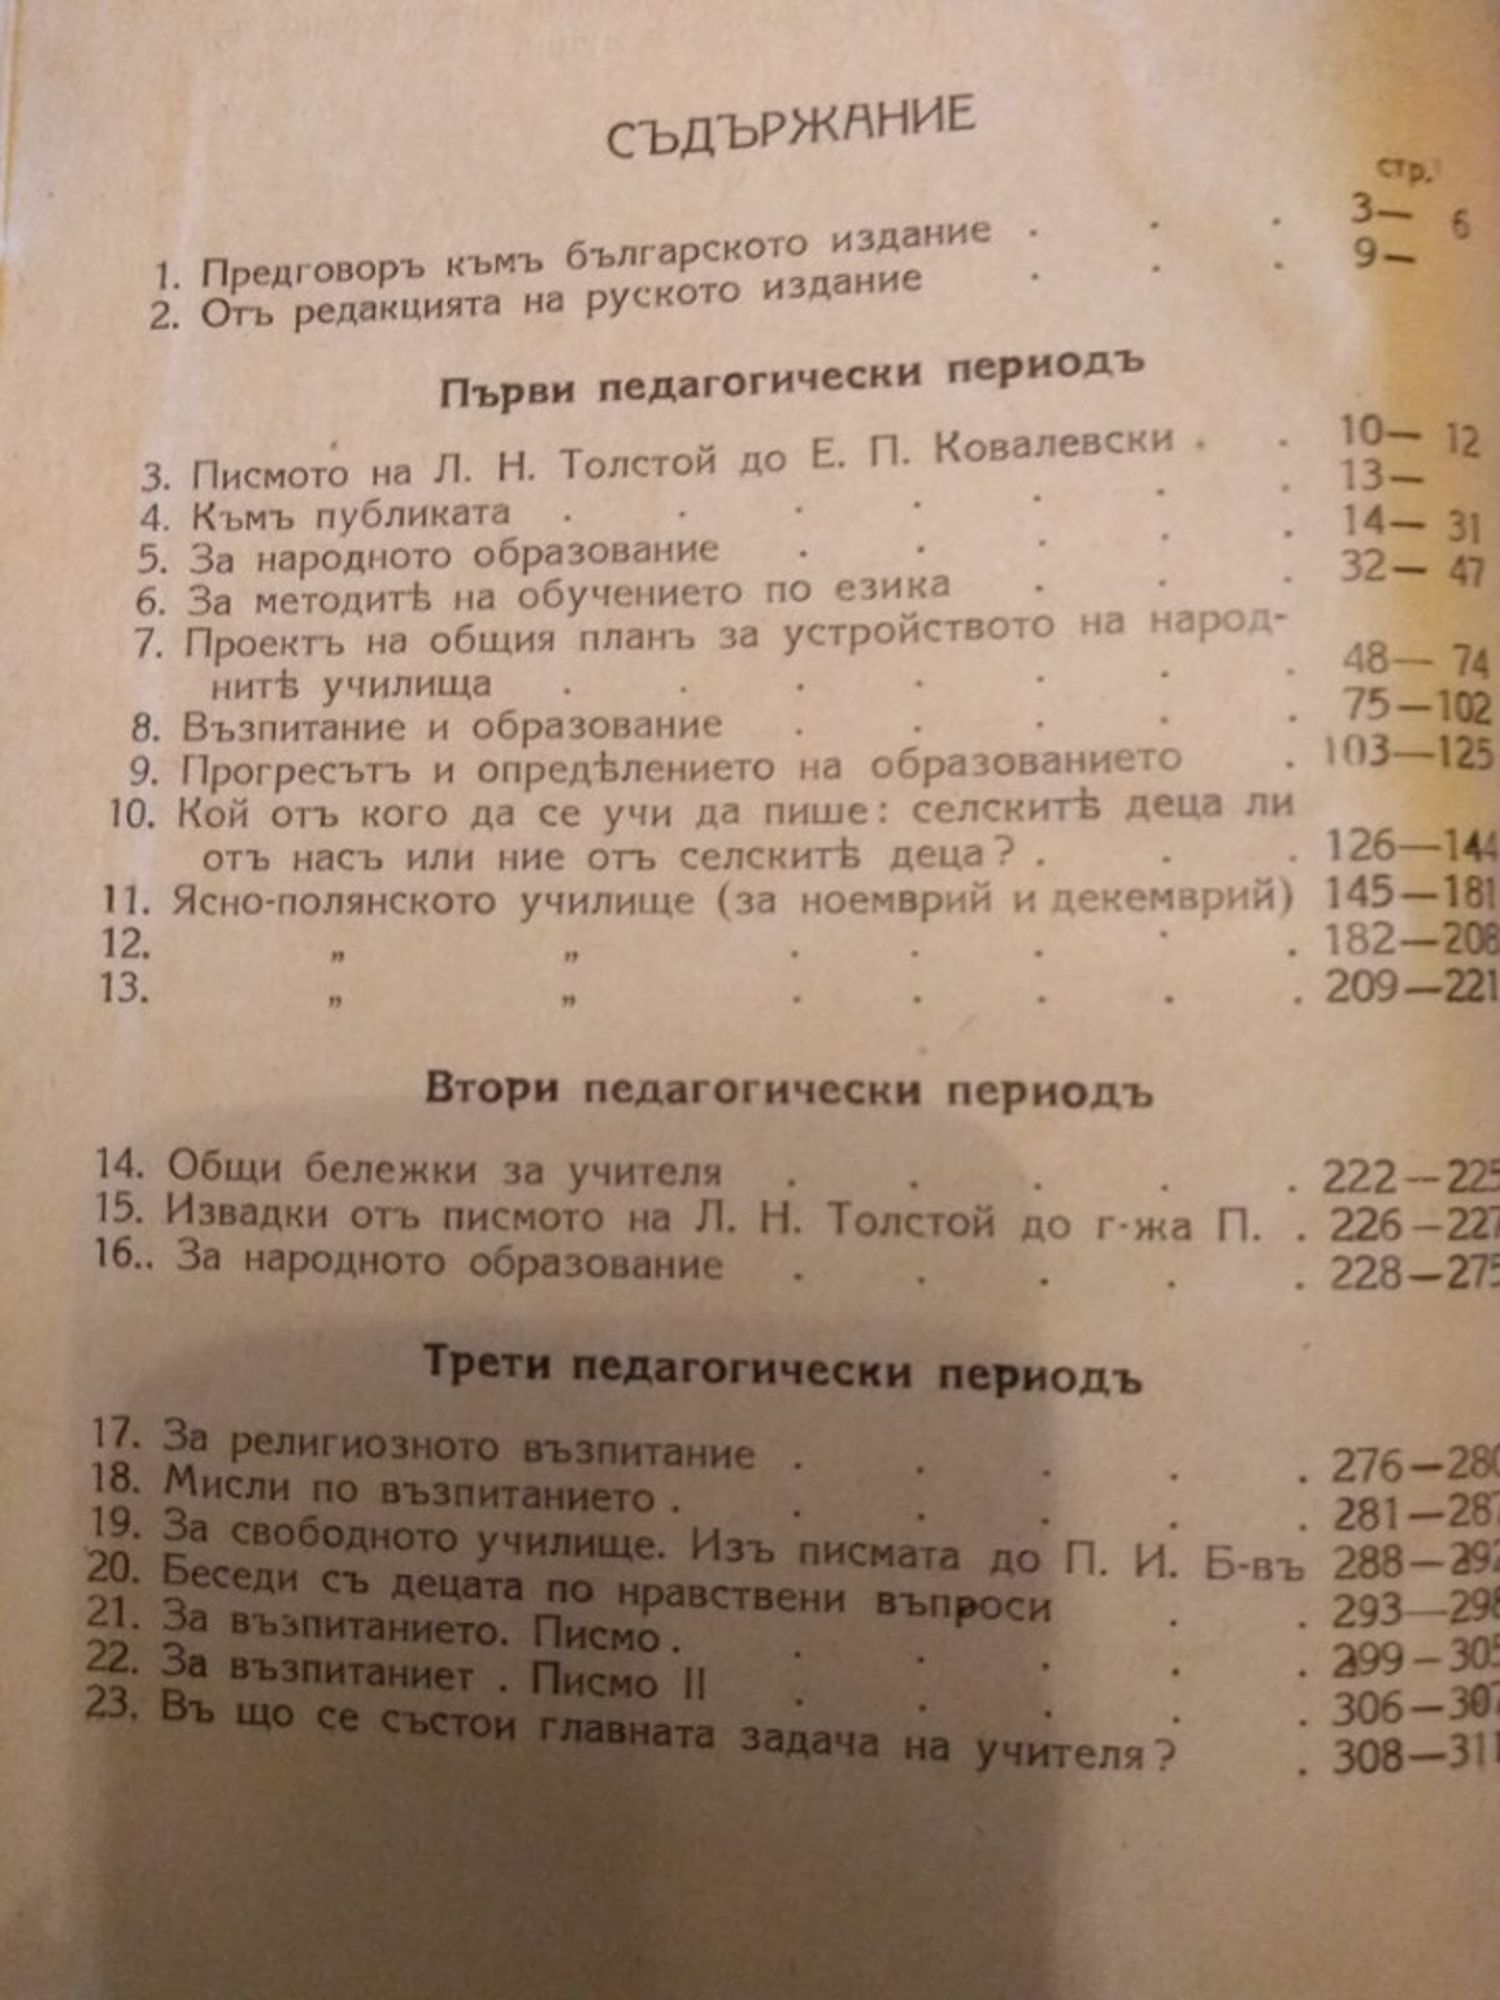 СЪДЪРЖАНИЕ
стр.
1. Предговоръ къмъ българското издание . . . 3— 6
2. Отъ редакцията на руското издание . . . 9—
Първи педагогически периодъ
3. Писмото на Л. Н. Толстой до Е. П. Ковалевски . . 10— 12
4. Къмъ публиката . . . . . . . 13—
5. За народното образование . . . . . 14— 31
6. За методитѣ на обучението по езика . . . 32— 47
7. Проектъ на общия планъ за устройството на народ-
нитѣ училища . . . . . . . 48— 74
8. Възпитание и образование . . . . . 75—102
9. Прогресътъ и опредѣлението на образованието . 103—125
10. Кой отъ кого да се учи да пише: селскитѣ деца ли
отъ насъ или ние отъ селскитѣ деца? . . . 126—144
11. Ясно-полянското училище (за ноемврий и декемврий) 145—181
12. „ „ . . . . . 182—208
13. „ „ . . . . . 209—221
Втори педагогически периодъ
14. Общи бележки за учителя . . . . . 222—225
15. Извадки отъ писмото на Л. Н. Толстой до г-жа П. . 226—227
16.. За народното образование . . . . . 228—275
Трети педагогически периодъ
17. За религиозното възпитание . . . . . 276—280
18. Мисли по възпитанието . . . . . . 281—287
19. За свободното училище. Изъ писмата до П. И. Б-въ 288—292
20. Беседи съ децата по нравствени въпроси . . 293—298
21. За възпитанието. Писмо . . . . . . 299—305
22. За възпитаниет . Писмо II . . . . . 306—307
23. Въ що се състои главната задача на учителя? . 308—311